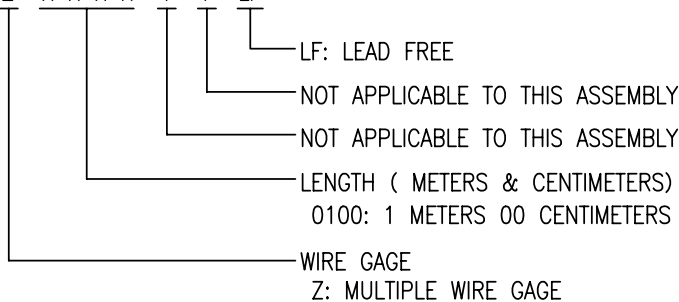 LF: LEAD FREE
NOT APPLICABLE TO THIS ASSEMBLY
NOT APPLICABLE TO THIS ASSEMBLY
LENGTH ( METERS & CENTIMETERS)
0100: 1 METERS 00 CENTIMETERS
WIRE GAGE
Z: MULTIPLE WIRE GAGE